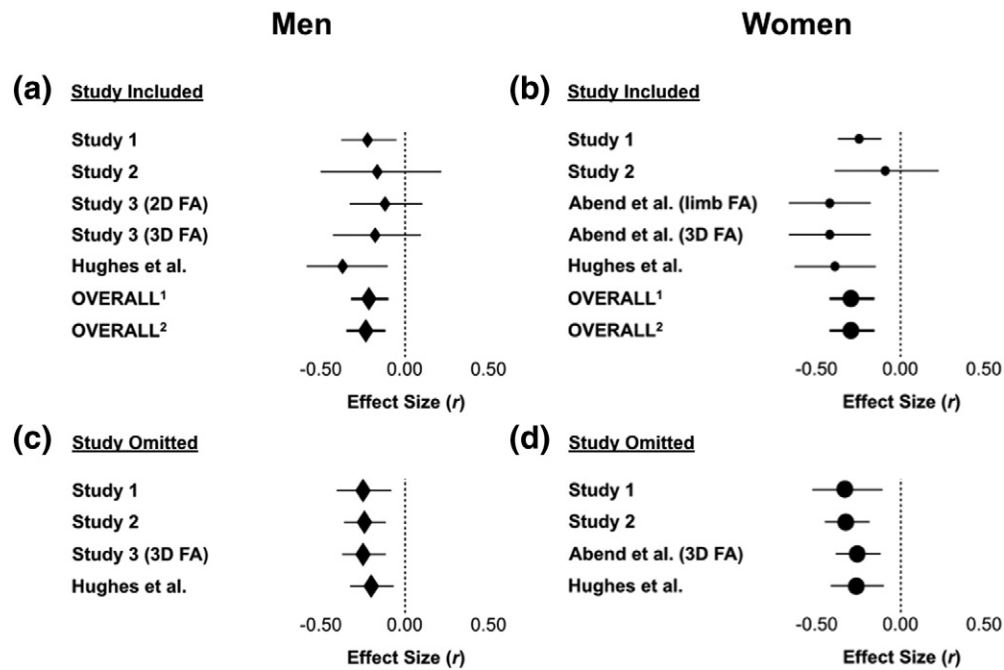 Men
Women
(a) Study Included
Study 1
Study 2
Study 3 (2D FA)
Study 3 (3D FA)
Hughes et al.
OVERALL¹
OVERALL²
-0.50 0.00 0.50
Effect Size (r)
(b) Study Included
Study 1
Study 2
Abend et al. (limb FA)
Abend et al. (3D FA)
Hughes et al.
OVERALL¹
OVERALL²
-0.50 0.00 0.50
Effect Size (r)
(c) Study Omitted
Study 1
Study 2
Study 3 (3D FA)
Hughes et al.
-0.50 0.00 0.50
Effect Size (r)
(d) Study Omitted
Study 1
Study 2
Abend et al. (3D FA)
Hughes et al.
-0.50 0.00 0.50
Effect Size (r)